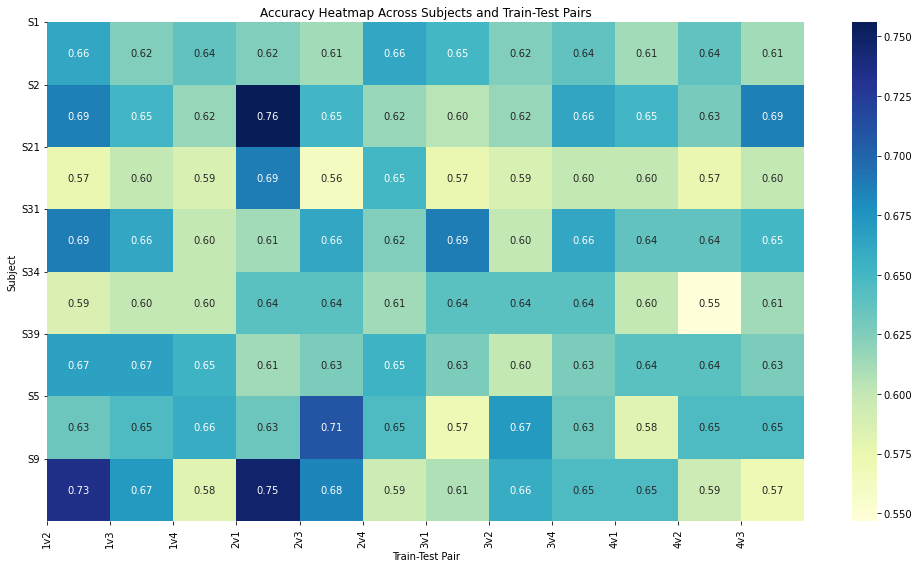 Accuracy Heatmap Across Subjects and Train-Test Pairs
S1
0.66 0.62 0.64 0.62 0.61 0.66 0.65 0.62 0.64 0.61 0.64 0.61
S2
0.69 0.65 0.62 0.76 0.65 0.62 0.60 0.62 0.66 0.65 0.63 0.69
S21
0.57 0.60 0.59 0.69 0.56 0.65 0.57 0.59 0.60 0.60 0.57 0.60
S31
0.69 0.66 0.60 0.61 0.66 0.62 0.69 0.60 0.66 0.64 0.64 0.65
S34
0.59 0.60 0.60 0.64 0.64 0.61 0.64 0.64 0.64 0.60 0.55 0.61
S39
0.67 0.67 0.65 0.61 0.63 0.65 0.63 0.60 0.63 0.64 0.64 0.63
S5
0.63 0.65 0.66 0.63 0.71 0.65 0.57 0.67 0.63 0.58 0.65 0.65
S9
0.73 0.67 0.58 0.75 0.68 0.59 0.61 0.66 0.65 0.65 0.59 0.57
Subject
1v2 1v3 1v4 2v1 2v3 2v4 3v1 3v2 3v4 4v1 4v2 4v3
Train-Test Pair
0.750
0.725
0.700
0.675
0.650
0.625
0.600
0.575
0.550